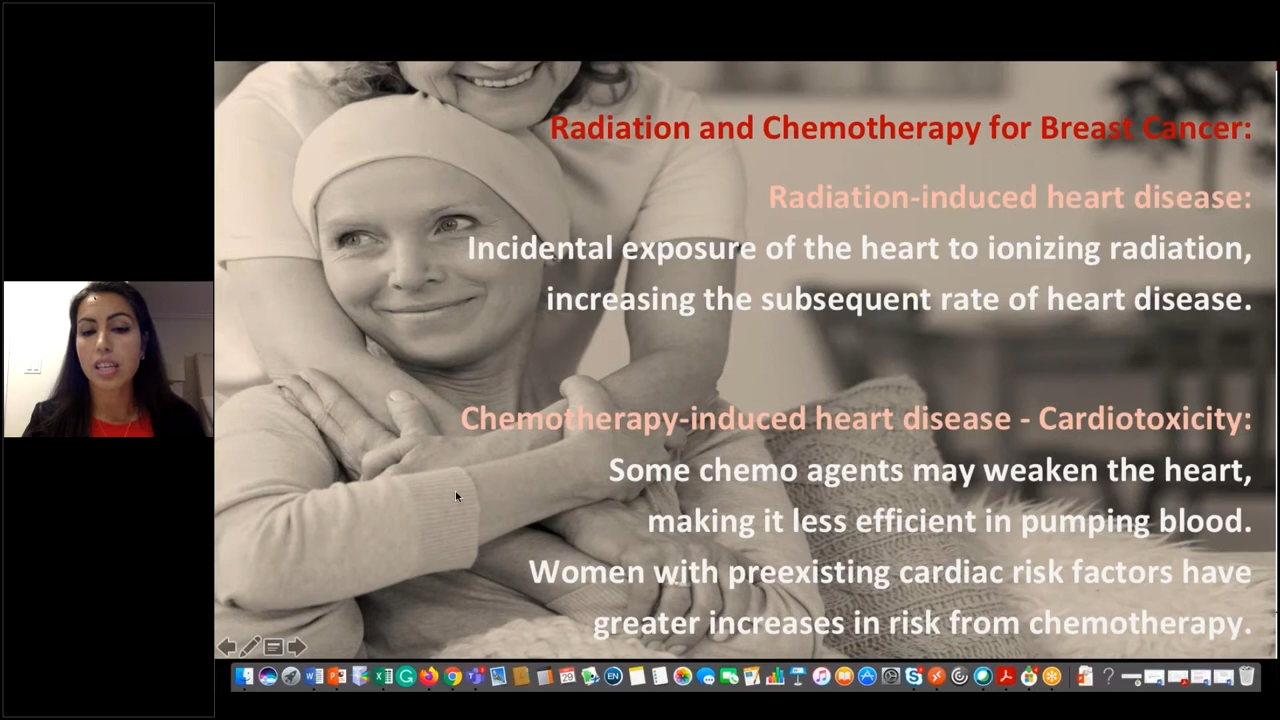 Radiation and Chemotherapy for Breast Cancer:
Radiation-induced heart disease:
Incidental exposure of the heart to ionizing radiation,
increasing the subsequent rate of heart disease.
Chemotherapy-induced heart disease - Cardiotoxicity:
Some chemo agents may weaken the heart,
making it less efficient in pumping blood.
Women with preexisting cardiac risk factors have
greater increases in risk from chemotherapy.